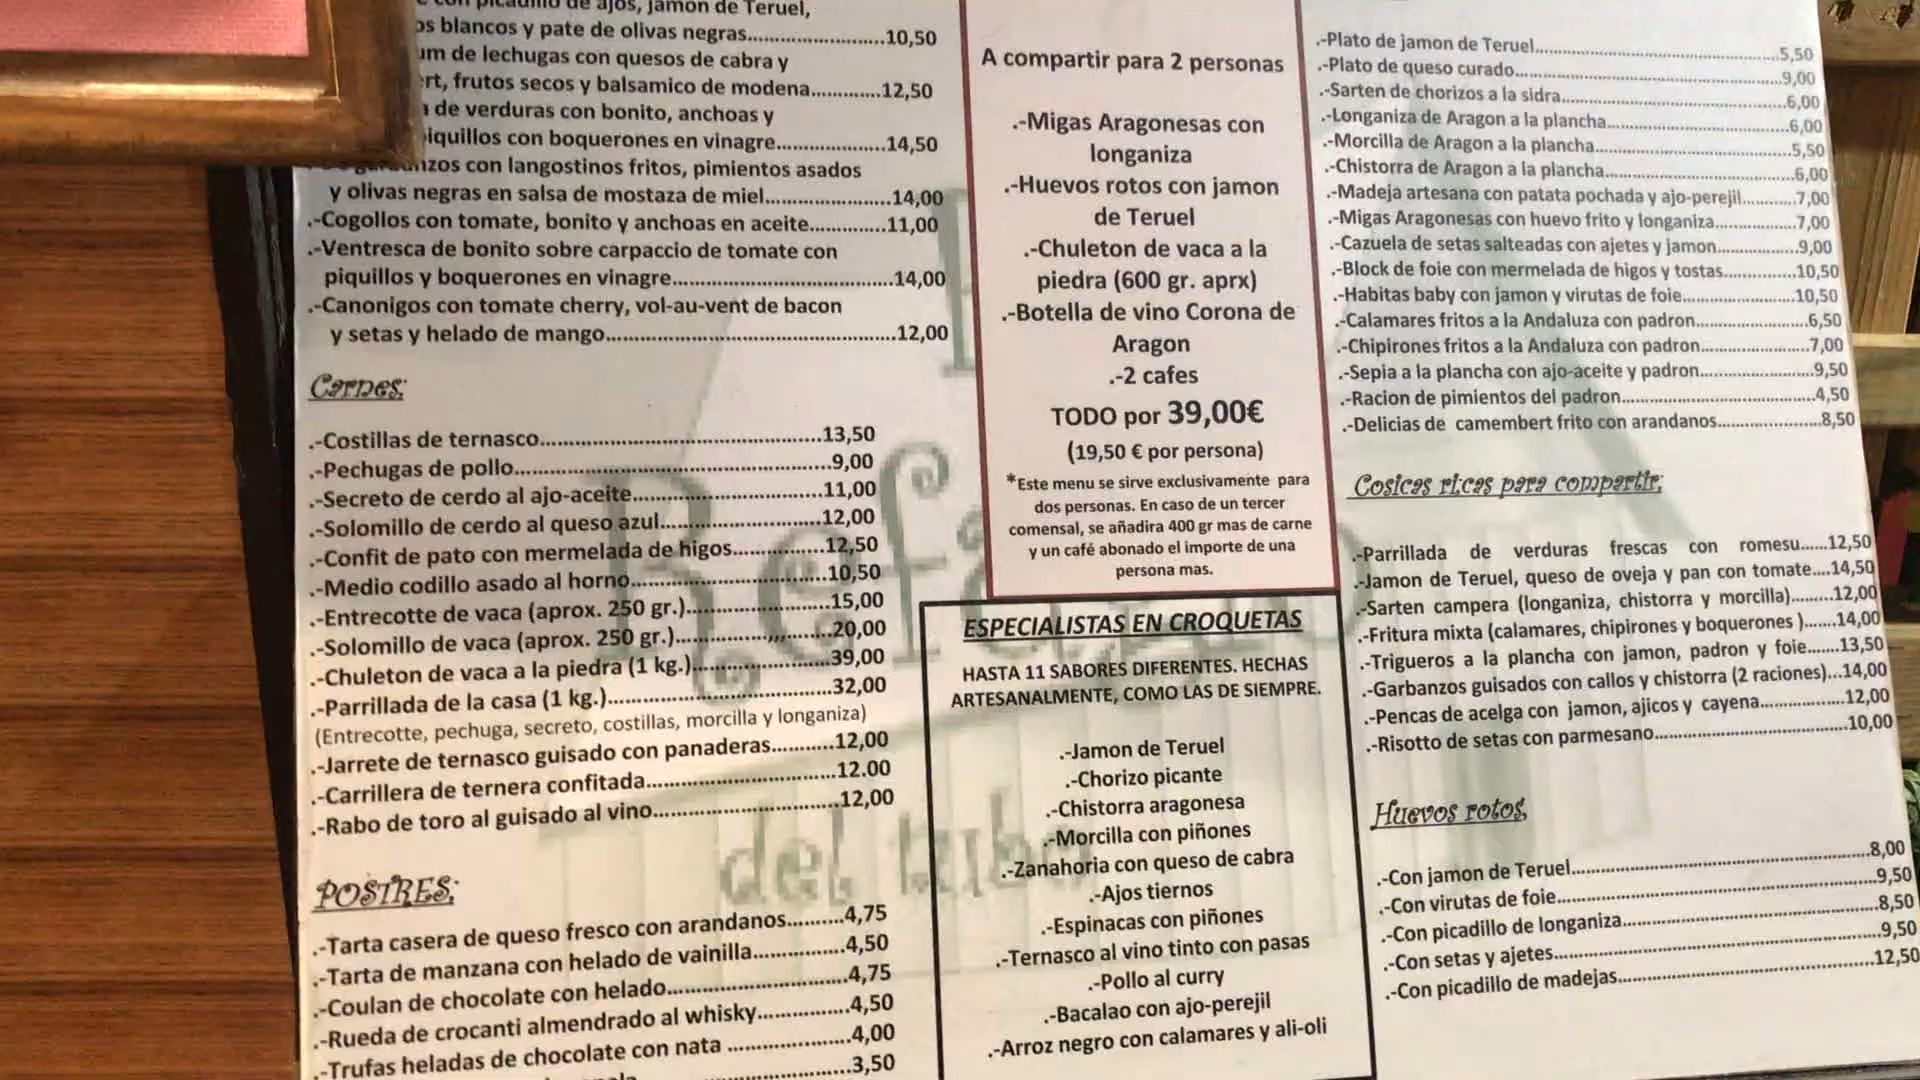 con picadillo de ajos, jamon de Teruel,
blancos y pate de olivas negras...........................10,50
de lechugas con quesos de cabra y
frutos secos y balsamico de modena.............12,50
de verduras con bonito, anchoas y
con boquerones en vinagre...................14,50
con langostinos fritos, pimientos asados
y olivas negras en salsa de mostaza de miel.......................14,00
.-Cogollos con tomate, bonito y anchoas en aceite..............11,00
.-Ventresca de bonito sobre carpaccio de tomate con
piquillos y boquerones en vinagre.........................................14,00
.-Canonigos con tomate cherry, vol-au-vent de bacon
y setas y helado de mango.....................................................12,00
Carnes:
.-Costillas de ternasco....................................................13,50
.-Pechugas de pollo..........................................................9,00
.-Secreto de cerdo al ajo-aceite...................................11,00
.-Solomillo de cerdo al queso azul.............................12,00
.-Confit de pato con mermelada de higos................12,50
.-Medio codillo asado al horno....................................10,50
.-Entrecotte de vaca (aprox. 250 gr.)..........................15,00
.-Solomillo de vaca (aprox. 250 gr.)................,,,..........20,00
.-Chuleton de vaca a la piedra (1 kg.).........................39,00
.-Parrillada de la casa (1 kg.).........................................32,00
(Entrecotte, pechuga, secreto, costillas, morcilla y longaniza)
.-Jarrete de ternasco guisado con panaderas...........12,00
.-Carrillera de ternera confitada..................................12.00
.-Rabo de toro al guisado al vino..................................12,00
POSTRES:
.-Tarta casera de queso fresco con arandanos..........4,75
.-Tarta de manzana con helado de vainilla................4,50
.-Coulan de chocolate con helado...............................4,75
.-Rueda de crocanti almendrado al whisky................4,50
.-Trufas heladas de chocolate con nata .....................4,00
3,50
A compartir para 2 personas
.-Migas Aragonesas con
longaniza
.-Huevos rotos con jamon
de Teruel
.-Chuleton de vaca a la
piedra (600 gr. aprx)
.-Botella de vino Corona de
Aragon
.-2 cafes
TODO por 39,00€
(19,50 € por persona)
*Este menu se sirve exclusivamente para
dos personas. En caso de un tercer
comensal, se añadira 400 gr mas de carne
y un café abonado el importe de una
persona mas.
ESPECIALISTAS EN CROQUETAS
HASTA 11 SABORES DIFERENTES. HECHAS
ARTESANALMENTE, COMO LAS DE SIEMPRE.
.-Jamon de Teruel
.-Chorizo picante
.-Chistorra aragonesa
.-Morcilla con piñones
.-Zanahoria con queso de cabra
.-Ajos tiernos
.-Espinacas con piñones
.-Ternasco al vino tinto con pasas
.-Pollo al curry
.-Bacalao con ajo-perejil
.-Arroz negro con calamares y ali-oli
.-Plato de jamon de Teruel.......................................................5,50
.-Plato de queso curado............................................................9,00
.-Sarten de chorizos a la sidra...................................................6,00
.-Longaniza de Aragon a la plancha.........................................6,00
.-Morcilla de Aragon a la plancha............................................5,50
.-Chistorra de Aragon a la plancha..........................................6,00
.-Madeja artesana con patata pochada y ajo-perejil...........7,00
.-Migas Aragonesas con huevo frito y longaniza.................7,00
.-Cazuela de setas salteadas con ajetes y jamon.................9,00
.-Block de foie con mermelada de higos y tostas...............10,50
.-Habitas baby con jamon y virutas de foie........................10,50
.-Calamares fritos a la Andaluza con padron.......................6,50
.-Chipirones fritos a la Andaluza con padron.......................7,00
.-Sepia a la plancha con ajo-aceite y padron........................9,50
.-Racion de pimientos del padron..........................................4,50
.-Delicias de camembert frito con arandanos......................8,50
Cosicas ricas para compartir:
.-Parrillada de verduras frescas con romesu......12,50
.-Jamon de Teruel, queso de oveja y pan con tomate....14,50
.-Sarten campera (longaniza, chistorra y morcilla).........12,00
.-Fritura mixta (calamares, chipirones y boquerones ).......14,00
.-Trigueros a la plancha con jamon, padron y foie.......13,50
.-Garbanzos guisados con callos y chistorra (2 raciones)...14,00
.-Pencas de acelga con jamon, ajicos y cayena.................12,00
.-Risotto de setas con parmesano......................................10,00
Huevos rotos
.-Con jamon de Teruel..........................................................8,00
.-Con virutas de foie..............................................................9,50
.-Con picadillo de longaniza..................................................8,50
.-Con setas y ajetes................................................................9,50
.-Con picadillo de madejas...................................................12,50